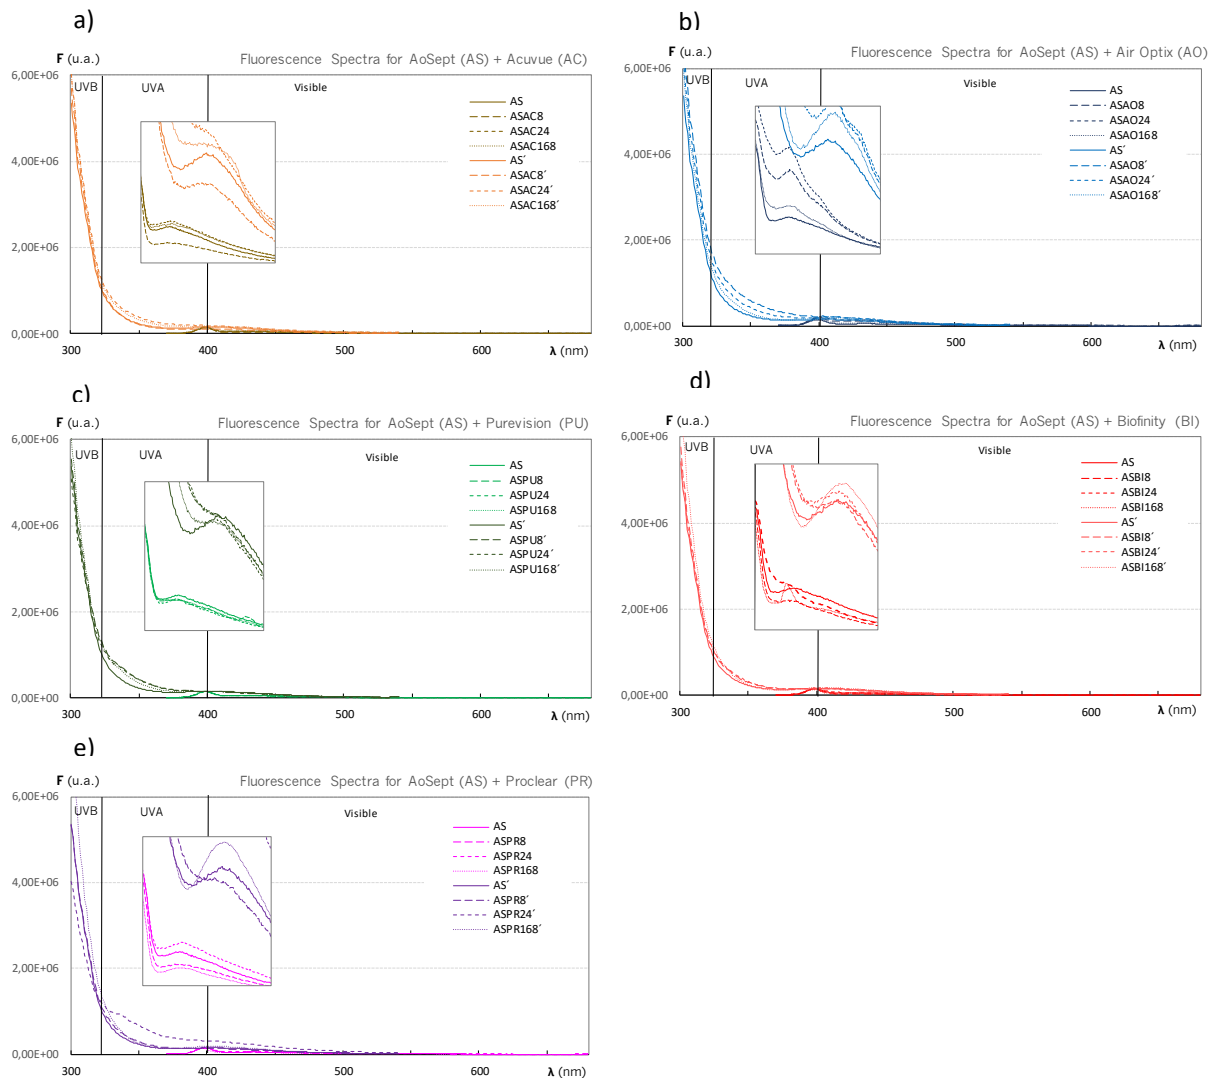 a)
F (u.a.) Fluorescence Spectra for AoSept (AS) + Acuvue (AC)
6,00E+06
UVB UVA Visible
AS
ASAC8
ASAC24
ASAC168
AS´
ASAC8´
ASAC24´
ASAC168´
4,00E+06
2,00E+06
0,00E+00
300 400 500 600
λ (nm)
b)
F (u.a.) Fluorescence Spectra for AoSept (AS) + Air Optix (AO)
6,00E+06
UVB UVA Visible
AS
ASAO8
ASAO24
ASAO168
AS´
ASAO8´
ASAO24´
ASAO168´
4,00E+06
2,00E+06
0,00E+00
300 400 500 600
λ (nm)
c)
F (u.a.) Fluorescence Spectra for AoSept (AS) + Purevision (PU)
6,00E+06
UVB UVA Visible
AS
ASPU8
ASPU24
ASPU168
AS´
ASPU8´
ASPU24´
ASPU168´
4,00E+06
2,00E+06
0,00E+00
300 400 500 600
λ (nm)
d)
F (u.a.) Fluorescence Spectra for AoSept (AS) + Biofinity (BI)
6,00E+06
UVB UVA Visible
AS
ASBI8
ASBI24
ASBI168
AS´
ASBI8´
ASBI24´
ASBI168´
4,00E+06
2,00E+06
0,00E+00
300 400 500 600
λ (nm)
e)
F (u.a.) Fluorescence Spectra for AoSept (AS) + Proclear (PR)
6,00E+06
UVB UVA Visible
AS
ASPR8
ASPR24
ASPR168
AS´
ASPR8´
ASPR24´
ASPR168´
4,00E+06
2,00E+06
0,00E+00
300 400 500 600
λ (nm)